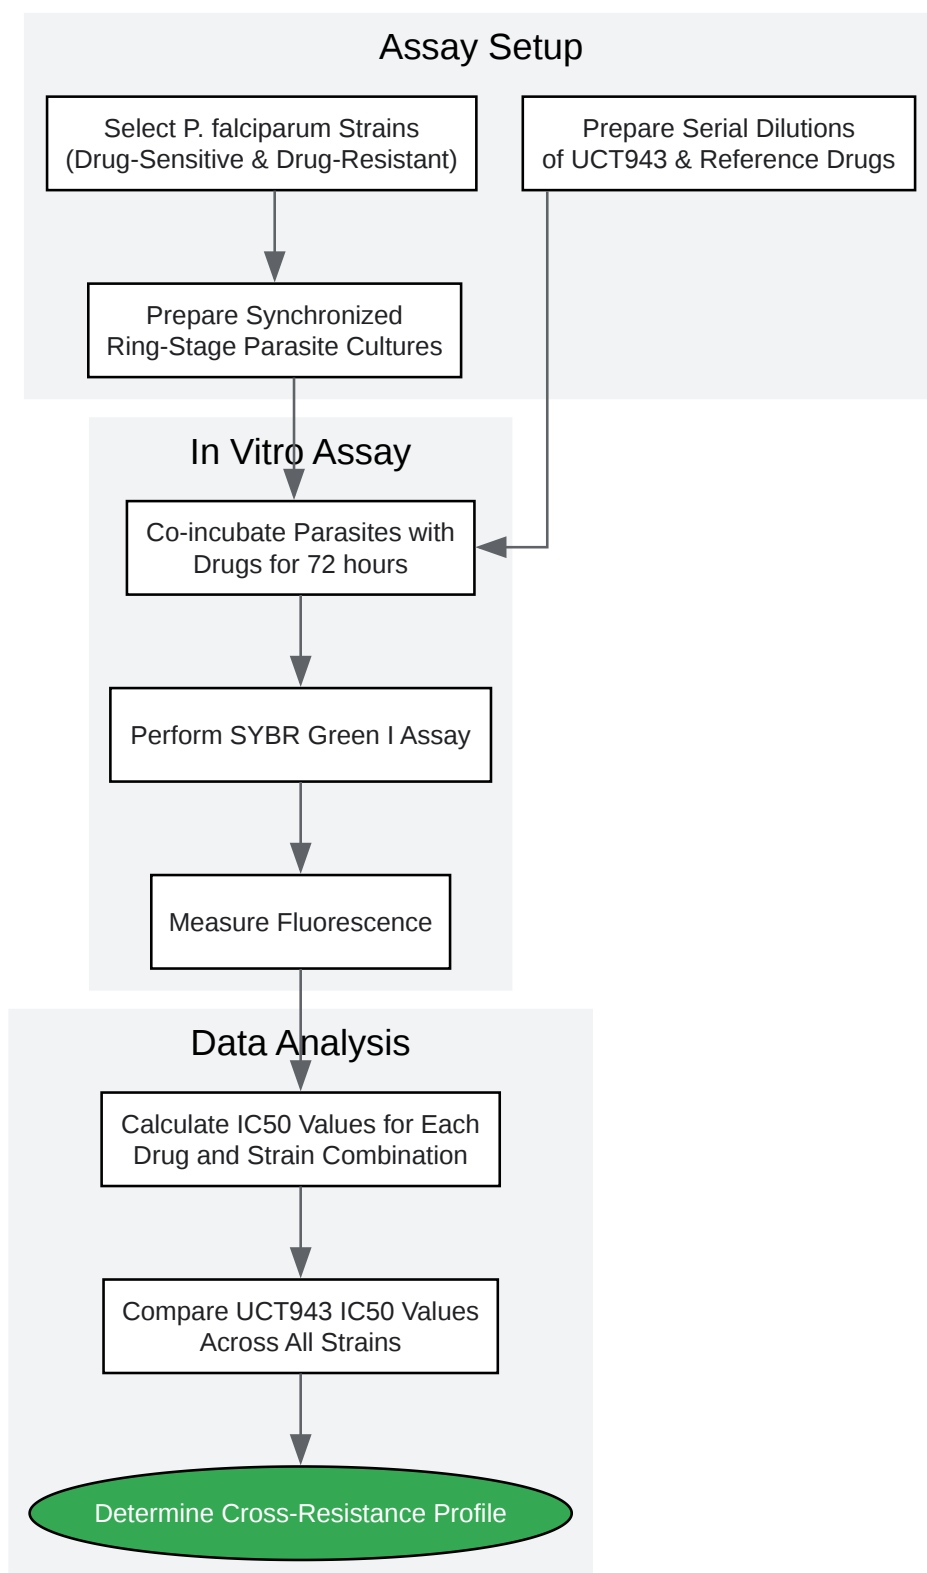 Assay Setup
Select P. falciparum Strains
(Drug-Sensitive & Drug-Resistant)
Prepare Serial Dilutions
of UCT943 & Reference Drugs
Prepare Synchronized
Ring-Stage Parasite Cultures
In Vitro Assay
Co-incubate Parasites with
Drugs for 72 hours
Perform SYBR Green I Assay
Measure Fluorescence
Data Analysis
Calculate IC50 Values for Each
Drug and Strain Combination
Compare UCT943 IC50 Values
Across All Strains
Determine Cross-Resistance Profile